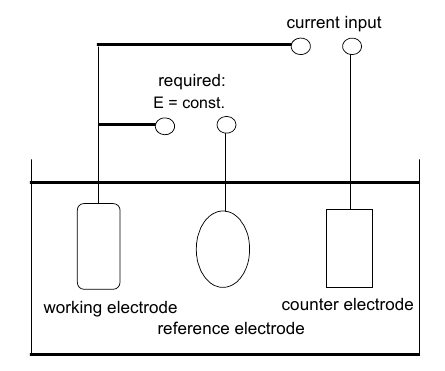 current input
required:
E = const.
working electrode
counter electrode
reference electrode